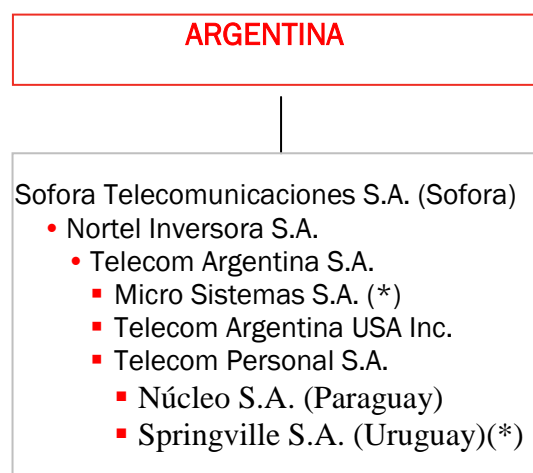 ARGENTINA
Sofora Telecomunicaciones S.A. (Sofora)
• Nortel Inversora S.A.
• Telecom Argentina S.A.
▪ Micro Sistemas S.A. (*)
▪ Telecom Argentina USA Inc.
▪ Telecom Personal S.A.
▪ Núcleo S.A. (Paraguay)
▪ Springville S.A. (Uruguay)(*)